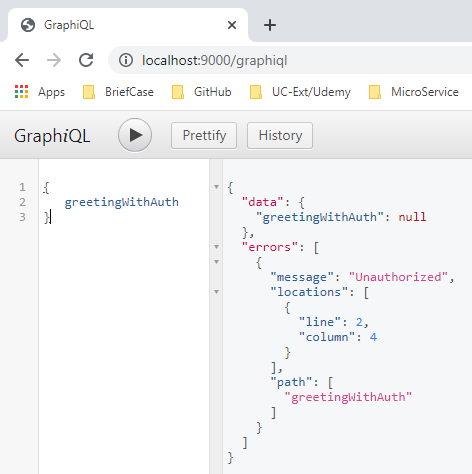 GraphiQL
localhost:9000/graphiql
Apps BriefCase GitHub UC-Ext/Udemy MicroService
GraphiQL Prettify History
1 {
2 greetingWithAuth
3 }
{
"data": {
"greetingWithAuth": null
},
"errors": [
{
"message": "Unauthorized",
"locations": [
{
"line": 2,
"column": 4
}
],
"path": [
"greetingWithAuth"
]
}
]
}